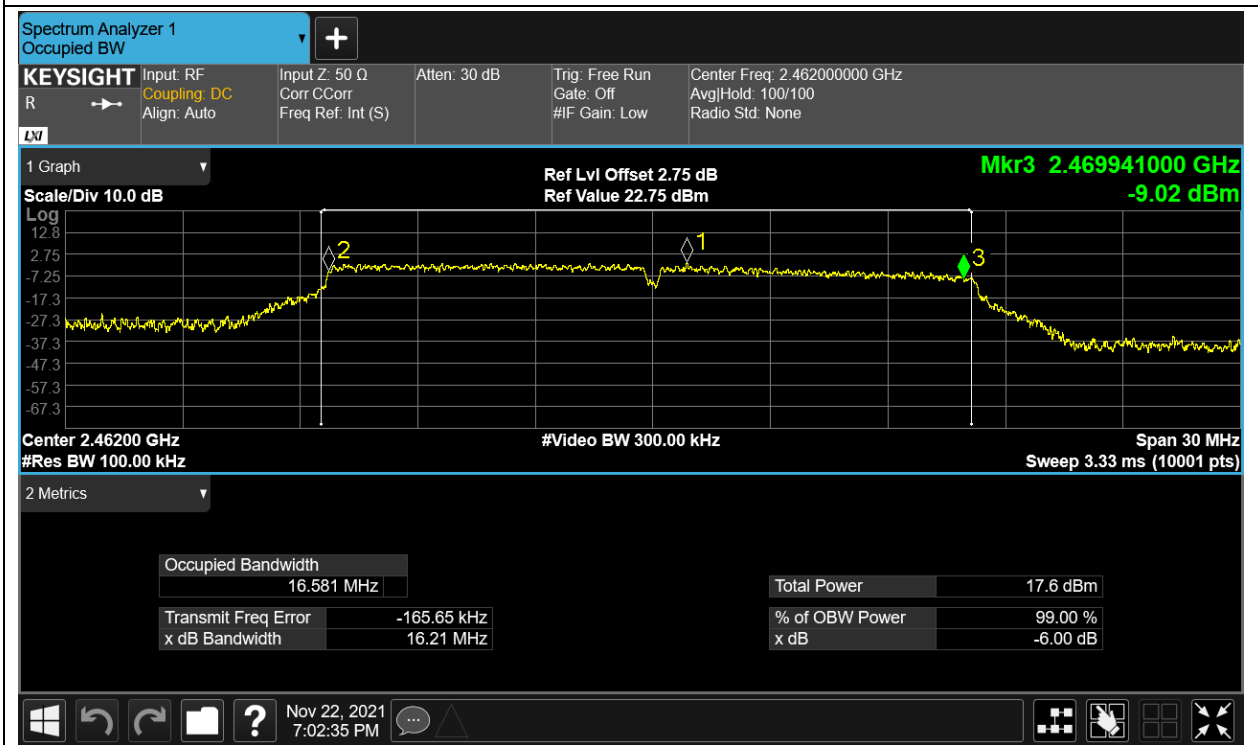 Spectrum Analyzer 1
Occupied BW
KEYSIGHT
R
LXI
Input: RF
Coupling: DC
Align: Auto
Input Z: 50 Ω
Corr CCorr
Freq Ref: Int (S)
Atten: 30 dB
Trig: Free Run
Gate: Off
#IF Gain: Low
Center Freq: 2.462000000 GHz
Avg|Hold: 100/100
Radio Std: None
1 Graph
Scale/Div 10.0 dB
Ref Lvl Offset 2.75 dB
Ref Value 22.75 dBm
Mkr3 2.469941000 GHz
-9.02 dBm
Log
12.8
2.75
-7.25
-17.3
-27.3
-37.3
-47.3
-57.3
-67.3
2
1
3
Center 2.46200 GHz
#Res BW 100.00 kHz
#Video BW 300.00 kHz
Span 30 MHz
Sweep 3.33 ms (10001 pts)
2 Metrics
Occupied Bandwidth
16.581 MHz
Transmit Freq Error -165.65 kHz
x dB Bandwidth 16.21 MHz
Total Power 17.6 dBm
% of OBW Power 99.00 %
x dB -6.00 dB
?
Nov 22, 2021
7:02:35 PM